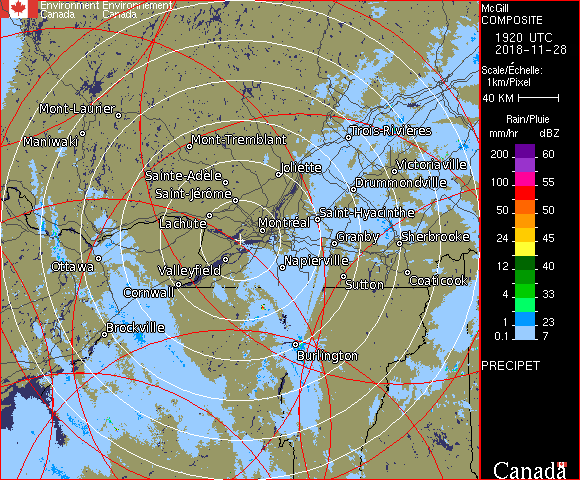 Environment Environnement
Canada Canada
McGill
COMPOSITE
1920 UTC
2018-11-28
Scale/Échelle:
1km/Pixel
40 KM
Rain/Pluie
mm/hr dBZ
200 60
100 55
50 50
24 45
12 40
4 33
1 23
0.1 7
PRECIPET
Canada
Mont-Laurier
Maniwaki
Mont-Tremblant
Trois-Rivières
Sainte-Adèle
Joliette
Victoriaville
Saint-Jérôme
Drummondville
Lachute
Montréal
Saint-Hyacinthe
Granby
Sherbrooke
Ottawa
Valleyfield
Napierville
Cornwall
Sutton
Coaticook
Brockville
Burlington